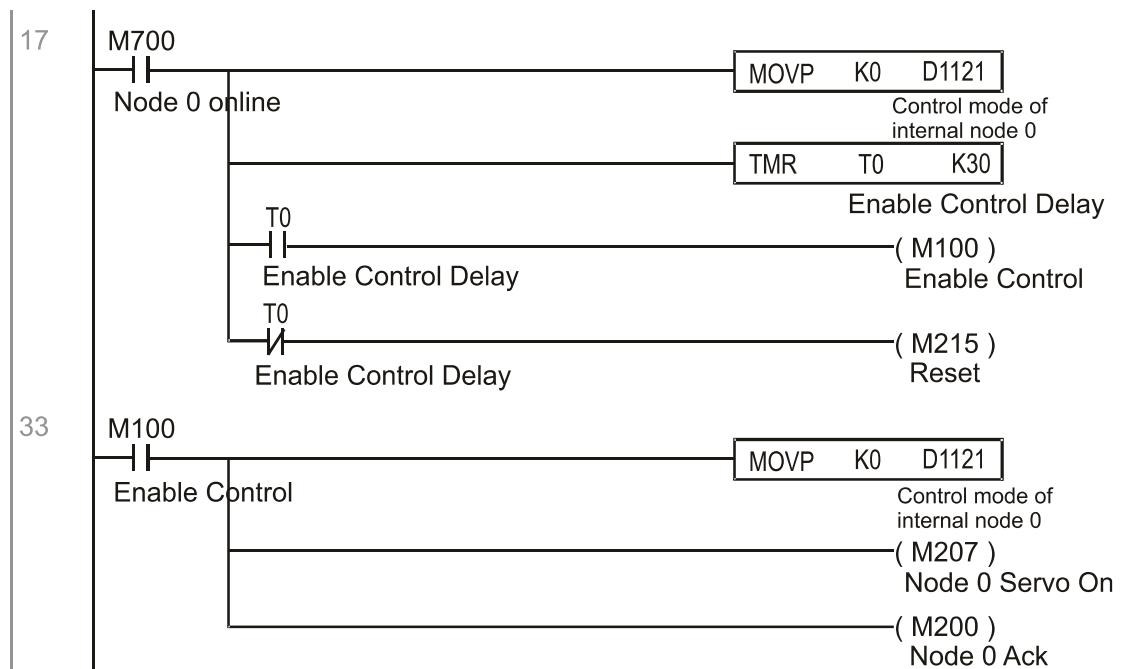 17
M700
MOVP K0 D1121
Node 0 online
Control mode of
internal node 0
TMR T0 K30
Enable Control Delay
T0
( M100 )
Enable Control Delay
Enable Control
T0
( M215 )
Enable Control Delay
Reset
33
M100
MOVP K0 D1121
Enable Control
Control mode of
internal node 0
( M207 )
Node 0 Servo On
( M200 )
Node 0 Ack